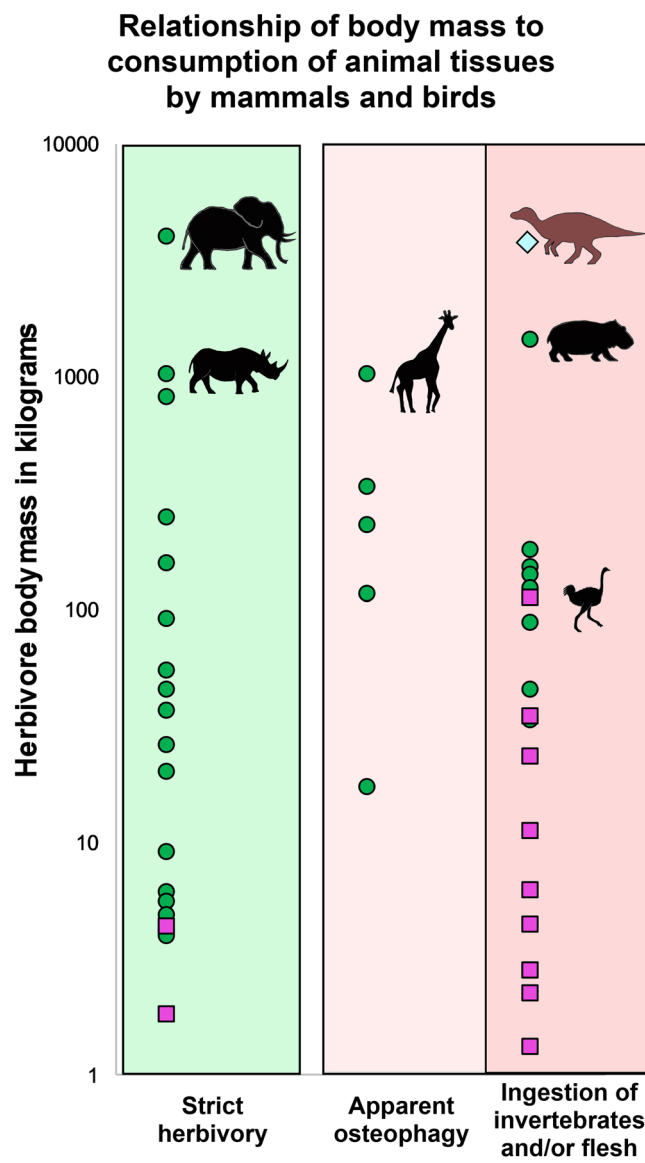 Relationship of body mass to
consumption of animal tissues
by mammals and birds
Herbivore body mass in kilograms
10000
1000
100
10
1
Strict
herbivory
Apparent
osteophagy
Ingestion of
invertebrates
and/or flesh